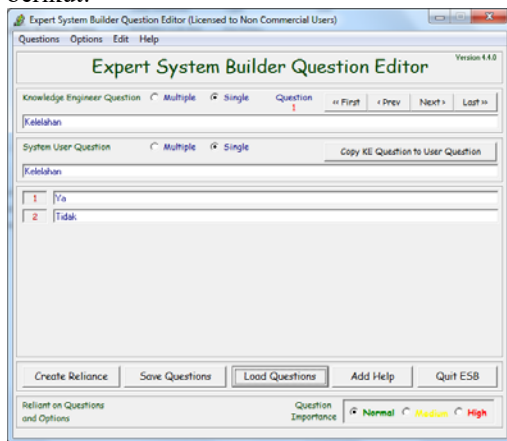 berikut.
Expert System Builder Question Editor (Licensed to Non Commercial Users)
Questions Options Edit Help
Expert System Builder Question Editor Version 4.4.0
Knowledge Engineer Question Multiple Single Question 1 << First < Prev Next > Last >>
Kelelahan
System User Question Multiple Single Copy KE Question to User Question
Kelelahan
1 Ya
2 Tidak
Create Reliance Save Questions Load Questions Add Help Quit ESB
Reliant on Questions and Options Question Importance Normal Medium High